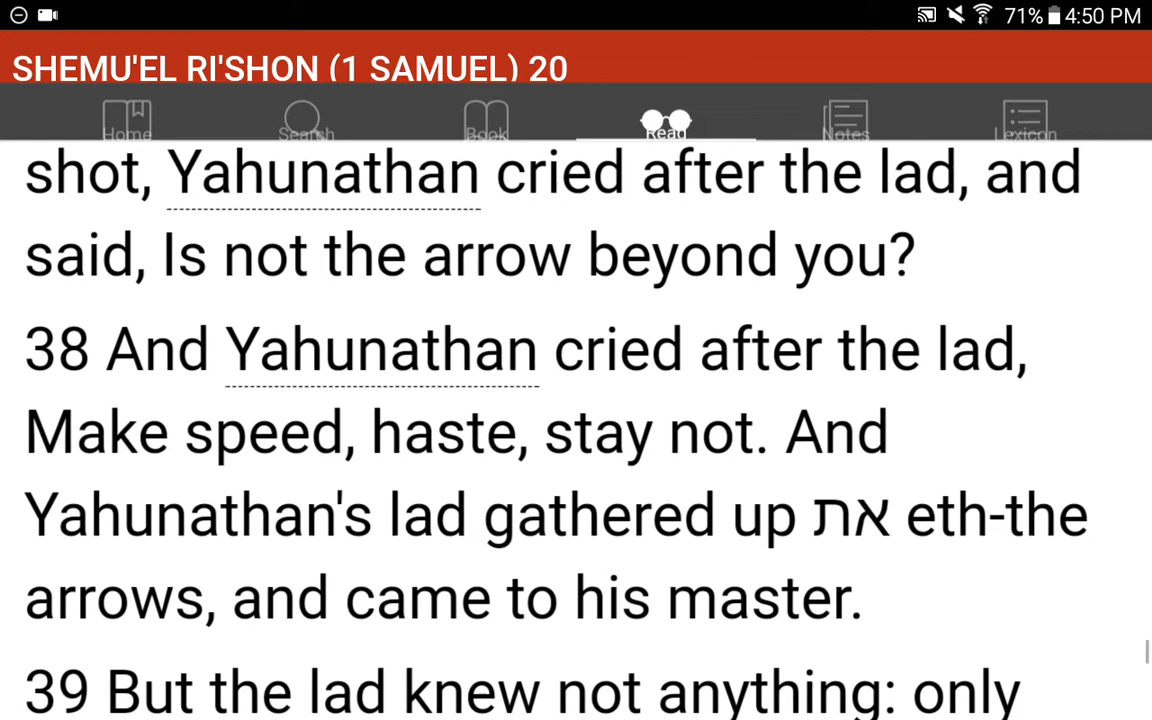 71% 4:50 PM
SHEMU'EL RI'SHON (1 SAMUEL) 20
Home Search Book Read Notes Lexicon
shot, Yahunathan cried after the lad, and
said, Is not the arrow beyond you?
38 And Yahunathan cried after the lad,
Make speed, haste, stay not. And
Yahunathan's lad gathered up את eth-the
arrows, and came to his master.
39 But the lad knew not anything: only